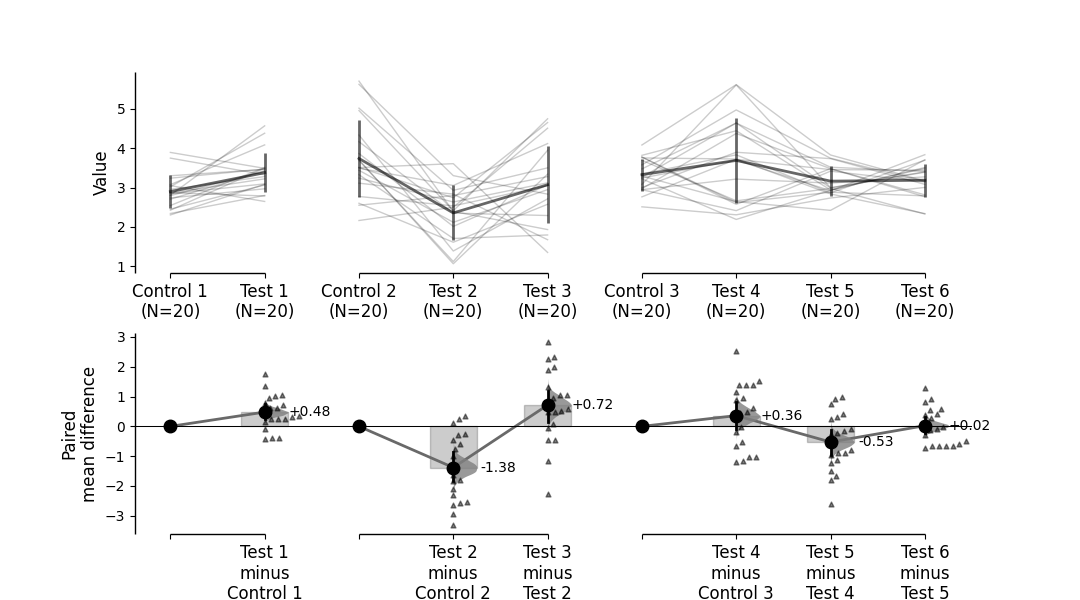 Value
5
4
3
2
1
Control 1 Test 1 Control 2 Test 2 Test 3 Control 3 Test 4 Test 5 Test 6
(N=20) (N=20) (N=20) (N=20) (N=20) (N=20) (N=20) (N=20) (N=20)
Paired
mean difference
3
2
1
0
−1
−2
−3
+0.48
-1.38
+0.72
+0.36
-0.53
+0.02
Test 1 Test 2 Test 3 Test 4 Test 5 Test 6
minus minus minus minus minus minus
Control 1 Control 2 Test 2 Control 3 Test 4 Test 5